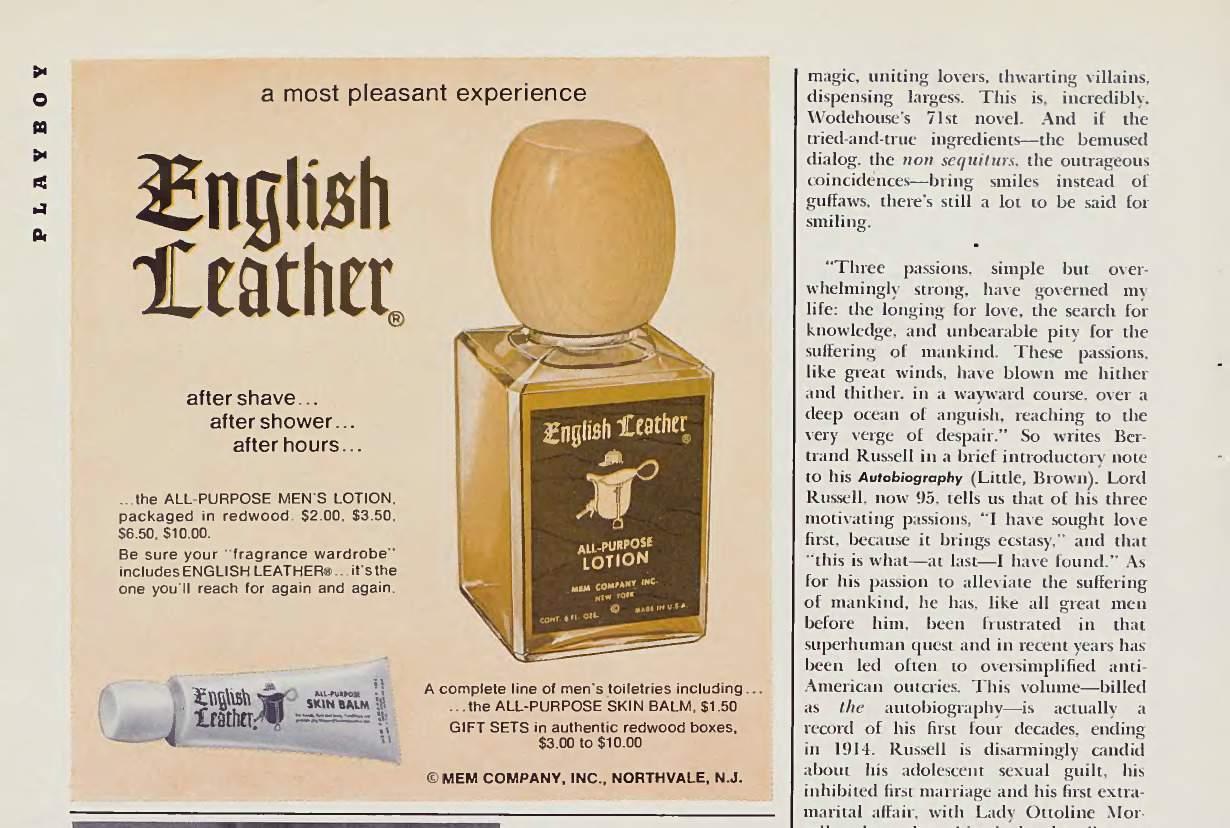 PLAYBOY
a most pleasant experience
English
Leather®
after shave...
after shower...
after hours...
...the ALL-PURPOSE MEN'S LOTION,
packaged in redwood. $2.00, $3.50,
$6.50, $10.00.
Be sure your "fragrance wardrobe"
includes ENGLISH LEATHER®...it's the
one you'll reach for again and again.
English Leather®
ALL-PURPOSE
LOTION
MEM COMPANY INC.
NEW YORK
CONT. 8 FL. OZS. © MADE IN U.S.A.
English
Leather
ALL-PURPOSE
SKIN BALM
A complete line of men's toiletries including...
...the ALL-PURPOSE SKIN BALM, $1.50
GIFT SETS in authentic redwood boxes,
$3.00 to $10.00
© MEM COMPANY, INC., NORTHVALE, N.J.
magic, uniting lovers, thwarting villains,
dispensing largess. This is, incredibly,
Wodehouse's 71st novel. And if the
tried-and-true ingredients—the bemused
dialog, the non sequiturs, the outrageous
coincidences—bring smiles instead of
guffaws, there's still a lot to be said for
smiling.
"Three passions, simple but over-
whelmingly strong, have governed my
life: the longing for love, the search for
knowledge, and unbearable pity for the
suffering of mankind. These passions,
like great winds, have blown me hither
and thither, in a wayward course, over a
deep ocean of anguish, reaching to the
very verge of despair." So writes Ber-
trand Russell in a brief introductory note
to his Autobiography (Little, Brown). Lord
Russell, now 95, tells us that of his three
motivating passions, "I have sought love
first, because it brings ecstasy," and that
"this is what—at last—I have found." As
for his passion to alleviate the suffering
of mankind, he has, like all great men
before him, been frustrated in that
superhuman quest and in recent years has
been led often to oversimplified anti-
American outcries. This volume—billed
as the autobiography—is actually a
record of his first four decades, ending
in 1914. Russell is disarmingly candid
about his adolescent sexual guilt, his
inhibited first marriage and his first extra-
marital affair, with Lady Ottoline Mor-